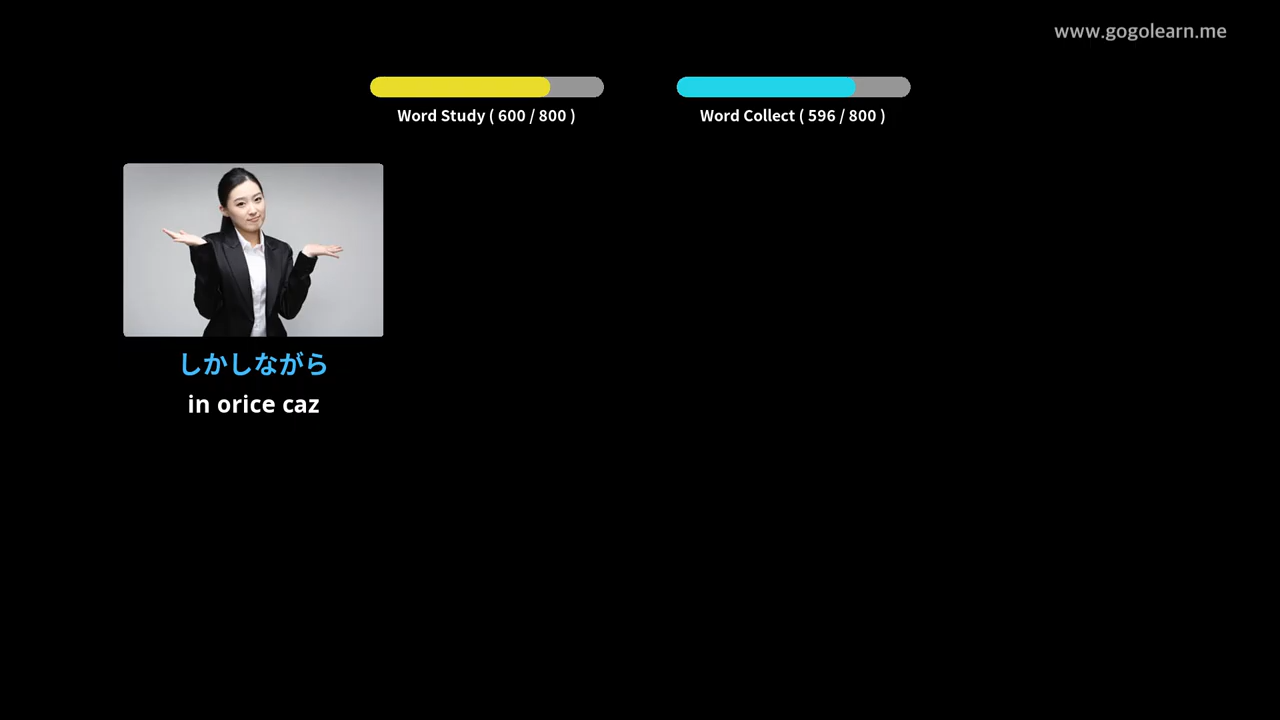 www.gogolearn.me
Word Study ( 600 / 800 )
Word Collect ( 596 / 800 )
しかしながら
in orice caz